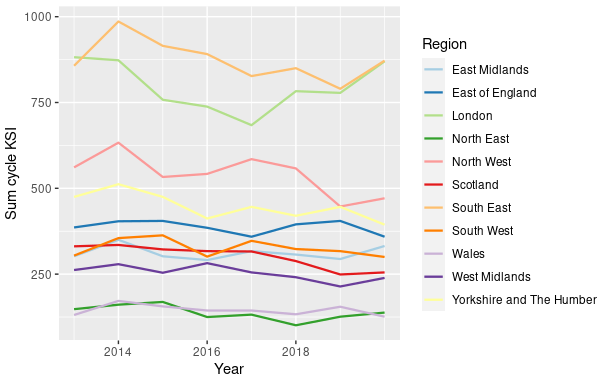 1000
750
500
250
2014
2016
2018
Year
Sum cycle KSI
Region
East Midlands
East of England
London
North East
North West
Scotland
South East
South West
Wales
West Midlands
Yorkshire and The Humber